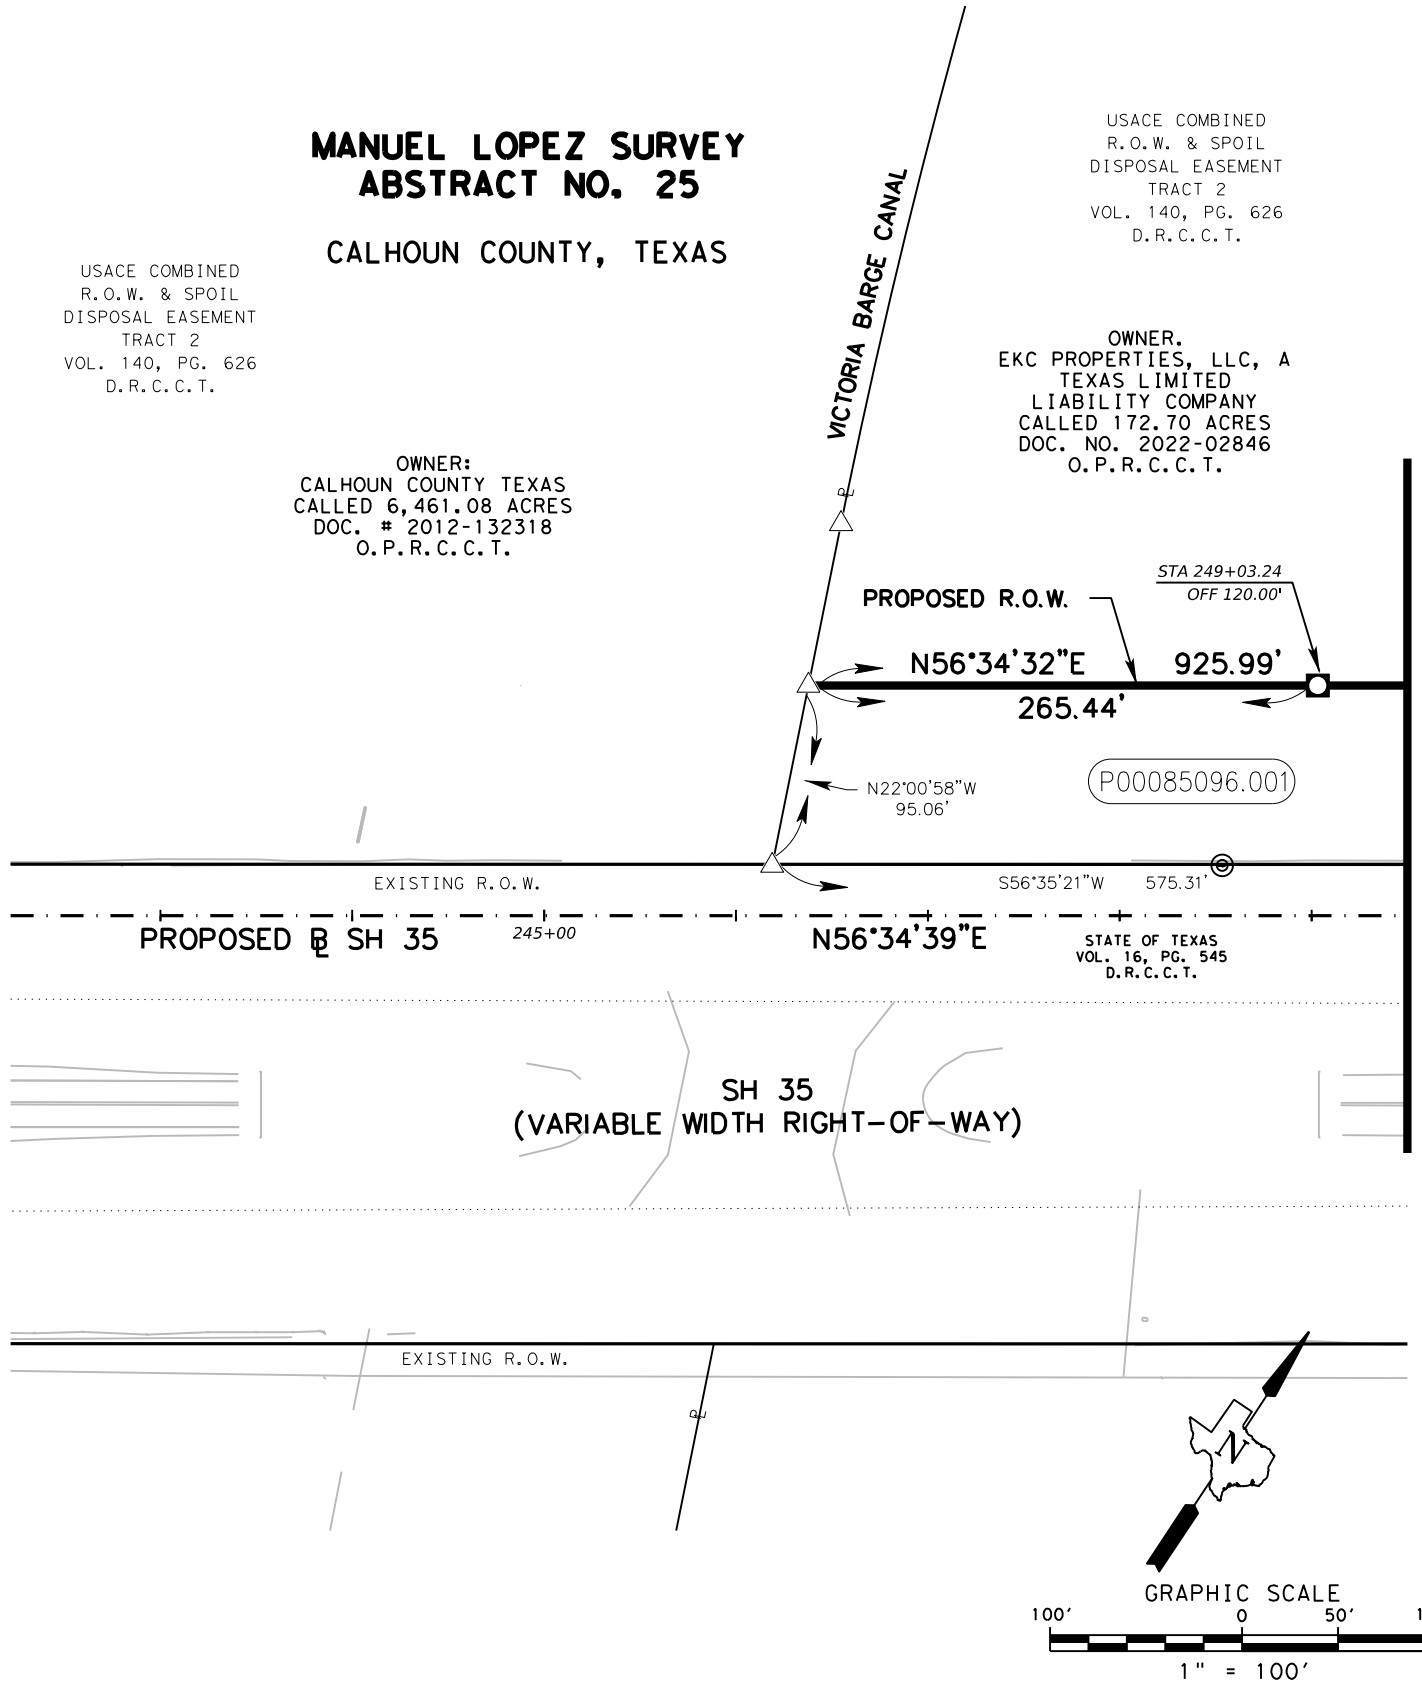 MANUEL LOPEZ SURVEY
ABSTRACT NO. 25
CALHOUN COUNTY, TEXAS
USACE COMBINED
R.O.W. & SPOIL
DISPOSAL EASEMENT
TRACT 2
VOL. 140, PG. 626
D.R.C.C.T.
USACE COMBINED
R.O.W. & SPOIL
DISPOSAL EASEMENT
TRACT 2
VOL. 140, PG. 626
D.R.C.C.T.
VICTORIA BARGE CANAL
OWNER.
EKC PROPERTIES, LLC, A
TEXAS LIMITED
LIABILITY COMPANY
CALLED 172.70 ACRES
DOC. NO. 2022-02846
O.P.R.C.C.T.
OWNER:
CALHOUN COUNTY TEXAS
CALLED 6,461.08 ACRES
DOC. # 2012-132318
O.P.R.C.C.T.
PL
STA 249+03.24
OFF 120.00'
PROPOSED R.O.W.
N56°34'32"E 925.99'
265.44'
N22°00'58"W
95.06'
P00085096.001
EXISTING R.O.W.
S56°35'21"W 575.31'
PROPOSED BL SH 35
245+00
N56°34'39"E
STATE OF TEXAS
VOL. 16, PG. 545
D.R.C.C.T.
SH 35
(VARIABLE WIDTH RIGHT-OF-WAY)
EXISTING R.O.W.
PL
N
GRAPHIC SCALE
100' 0 50' 1
1" = 100'